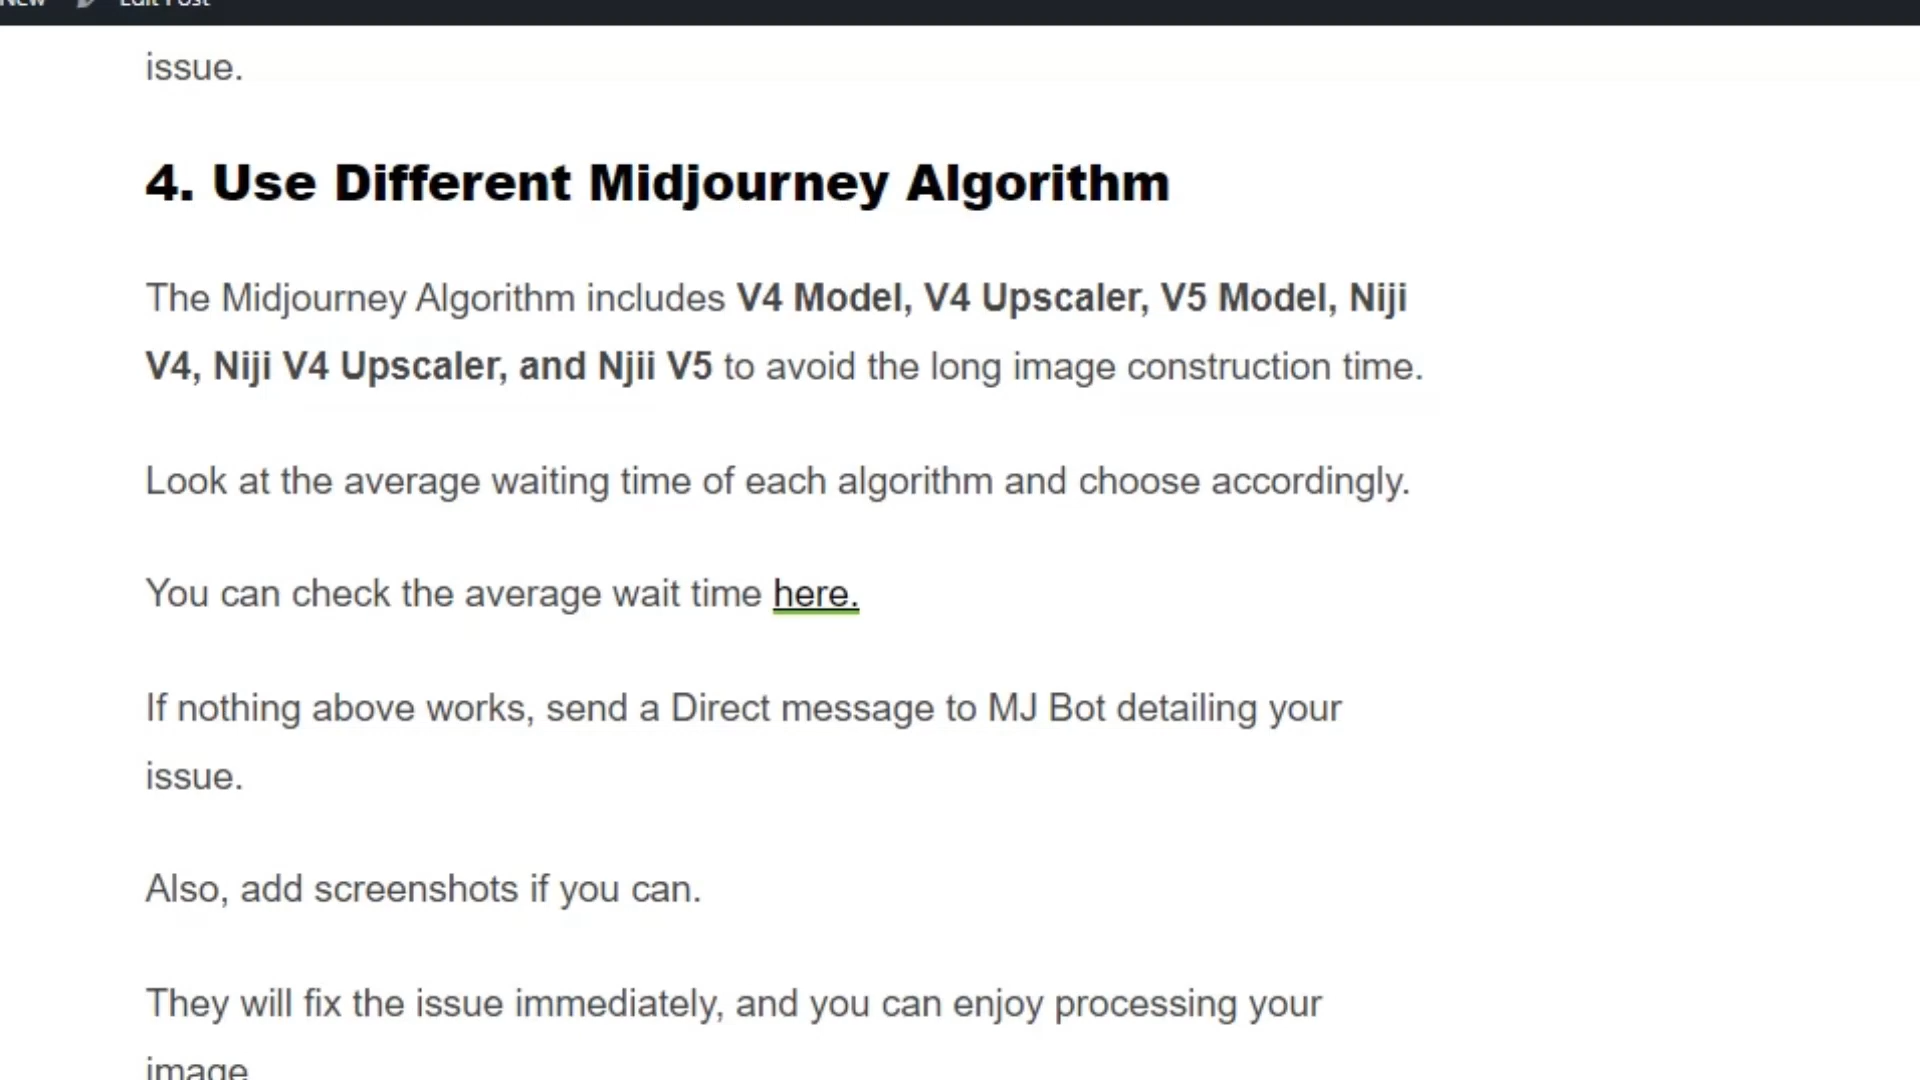 New Edit Post
issue.
4. Use Different Midjourney Algorithm
The Midjourney Algorithm includes V4 Model, V4 Upscaler, V5 Model, Niji
V4, Niji V4 Upscaler, and Njii V5 to avoid the long image construction time.
Look at the average waiting time of each algorithm and choose accordingly.
You can check the average wait time here.
If nothing above works, send a Direct message to MJ Bot detailing your
issue.
Also, add screenshots if you can.
They will fix the issue immediately, and you can enjoy processing your
image